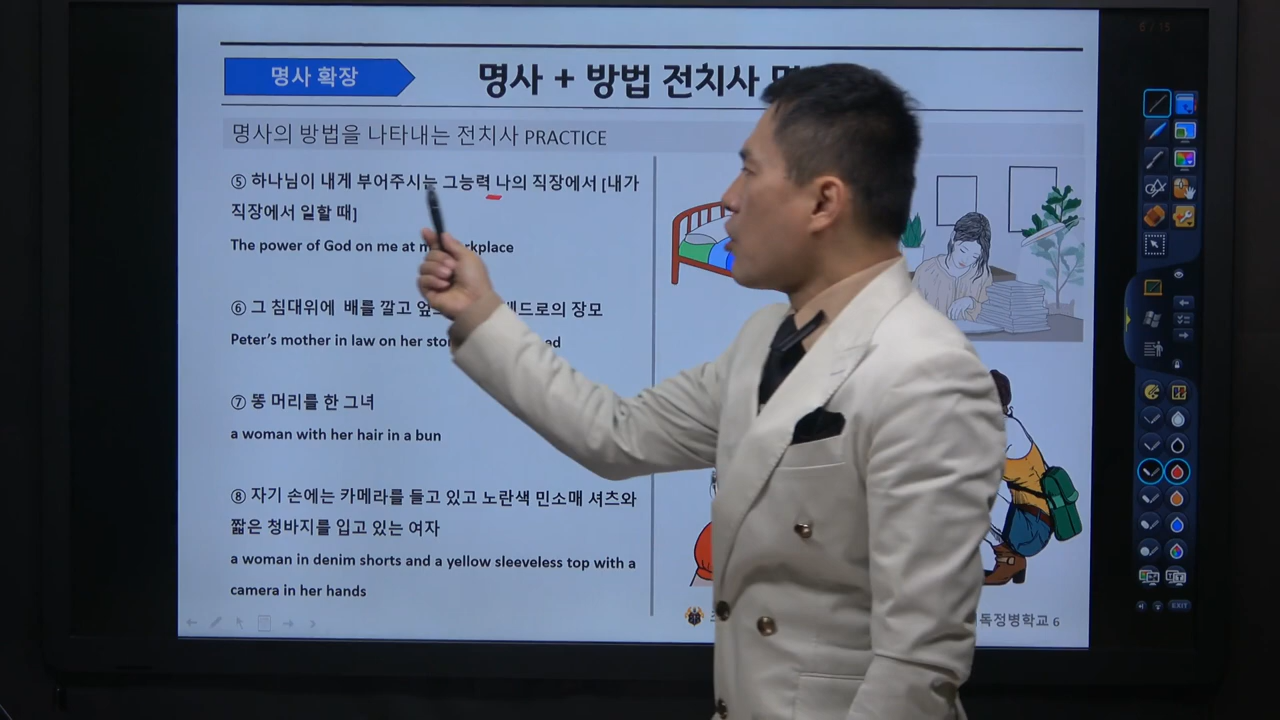 6 / 15
명사 확장
명사 + 방법 전치사
명사의 방법을 나타내는 전치사 PRACTICE
⑤ 하나님이 내게 부어주시는 그능력 나의 직장에서 [내가
직장에서 일할 때]
The power of God on me at
⑥ 그 침대위에 배를 깔고 장모
Peter's mother in law on her
⑦ 똥 머리를 한 그녀
a woman with her hair in a bun
⑧ 자기 손에는 카메라를 들고 있고 노란색 민소매 셔츠와
짧은 청바지를 입고 있는 여자
a woman in denim shorts and a yellow sleeveless top with a
camera in her hands
독정병학교 6
EXIT